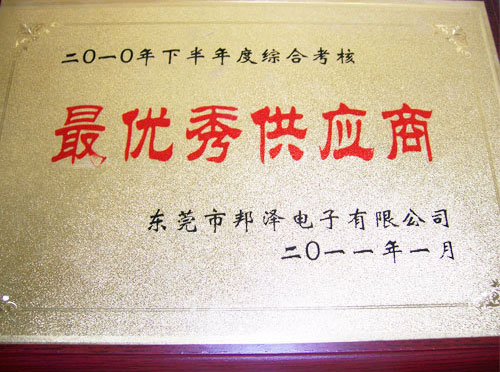 二〇一〇年下半年度综合考核
最优秀供应商
东莞市邦泽电子有限公司
二〇一一年一月